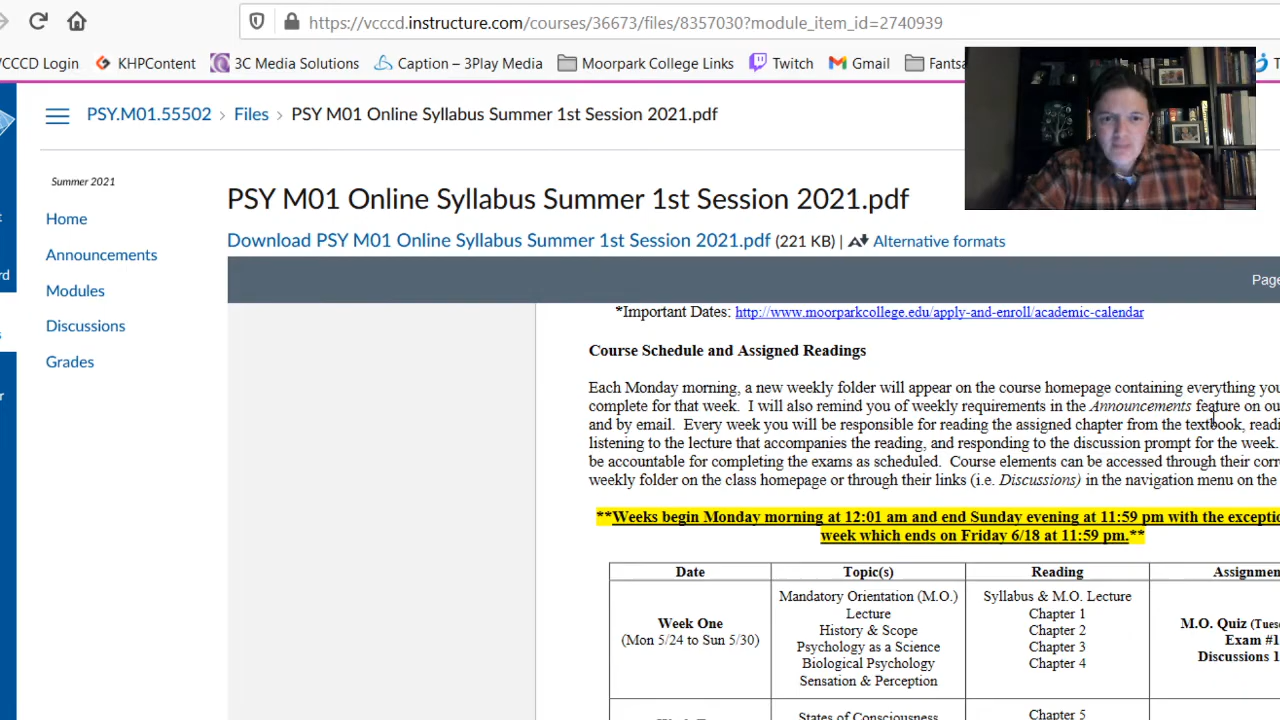 https://vcccd.instructure.com/courses/36673/files/8357030?module_item_id=2740939
VCCCD Login KHPContent 3C Media Solutions Caption – 3Play Media Moorpark College Links Twitch Gmail
PSY.M01.55502 › Files › PSY M01 Online Syllabus Summer 1st Session 2021.pdf
Summer 2021
Home
Announcements
Modules
Discussions
Grades
PSY M01 Online Syllabus Summer 1st Session 2021.pdf
Download PSY M01 Online Syllabus Summer 1st Session 2021.pdf (221 KB) | Alternative formats
Page
*Important Dates: http://www.moorparkcollege.edu/apply-and-enroll/academic-calendar
Course Schedule and Assigned Readings
Each Monday morning, a new weekly folder will appear on the course homepage containing everything you
complete for that week. I will also remind you of weekly requirements in the Announcements feature on
and by email. Every week you will be responsible for reading the assigned chapter from the textbook,
listening to the lecture that accompanies the reading, and responding to the discussion prompt for the week.
be accountable for completing the exams as scheduled. Course elements can be accessed through their
weekly folder on the class homepage or through their links (i.e. Discussions) in the navigation menu on the
**Weeks begin Monday morning at 12:01 am and end Sunday evening at 11:59 pm with the
week which ends on Friday 6/18 at 11:59 pm.**
Date Topic(s) Reading
Week One
(Mon 5/24 to Sun 5/30)
Mandatory Orientation (M.O.)
Lecture
History & Scope
Psychology as a Science
Biological Psychology
Sensation & Perception
Syllabus & M.O. Lecture
Chapter 1
Chapter 2
Chapter 3
Chapter 4
M.O. Quiz
Exam #1
Discussions
States of Consciousness
Chapter 5